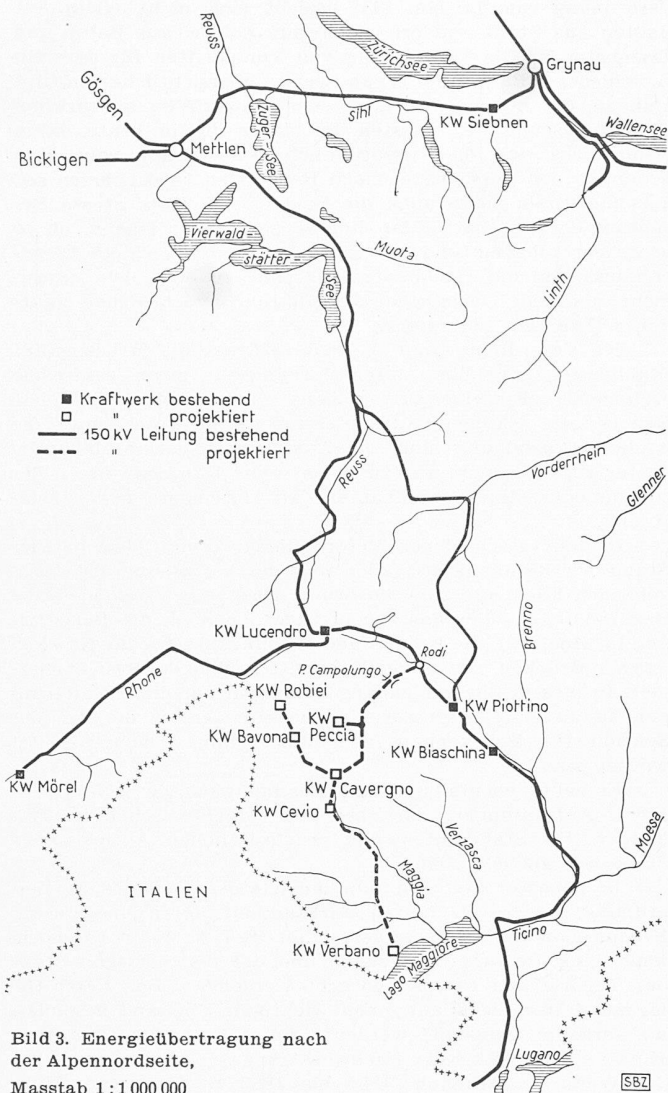 Reuss
Zürichsee
Grynau
Gösgen
Zuger-See
Sihl
KW Siebnen
Wallensee
Mettlen
Bickigen
Vierwald-
stätter-
See
Muota
Linth
Kraftwerk bestehend
" projektiert
150 kV Leitung bestehend
" projektiert
Reuss
Vorderrhein
Glenner
Brenno
KW Lucendro
Rodi
P. Campolungo
Rhone
KW Robiei
KW
Peccia
KW Piottino
KW Bavona
KW Biaschina
KW Mörel
KW Cavergno
KW Cevio
Verzasca
Moesa
Maggia
ITALIEN
Ticino
KW Verbano
Lago Maggiore
Lugano
Bild 3. Energieübertragung nach
der Alpennordseite,
Masstab 1 : 1 000 000
SBZ